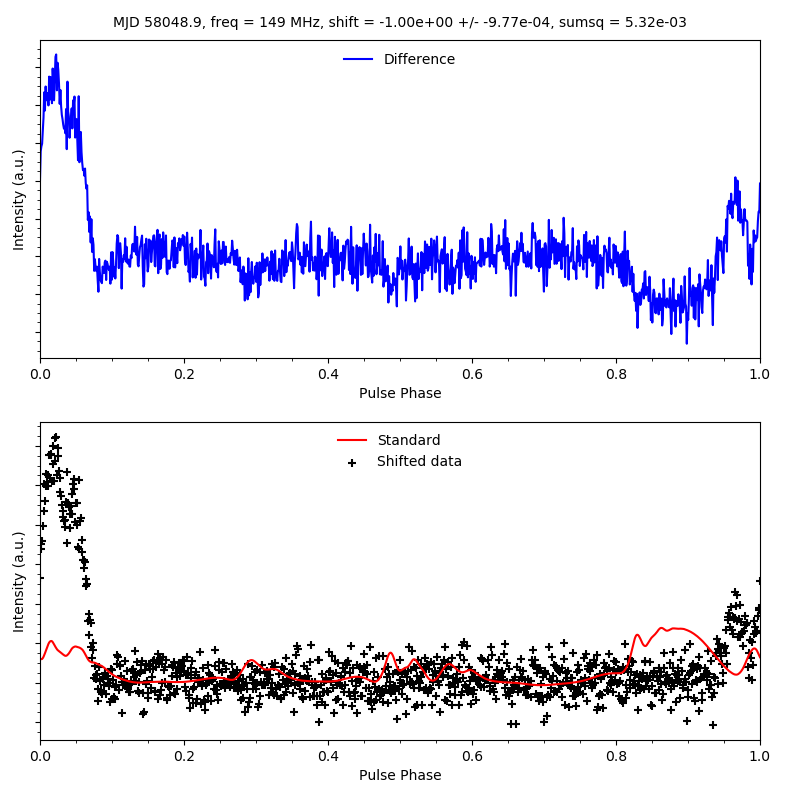 MJD 58048.9, freq = 149 MHz, shift = -1.00e+00 +/- -9.77e-04, sumsq = 5.32e-03
Difference
Intensity (a.u.)
0.0 0.2 0.4 0.6 0.8 1.0
Pulse Phase
Standard
Shifted data
Intensity (a.u.)
0.0 0.2 0.4 0.6 0.8 1.0
Pulse Phase